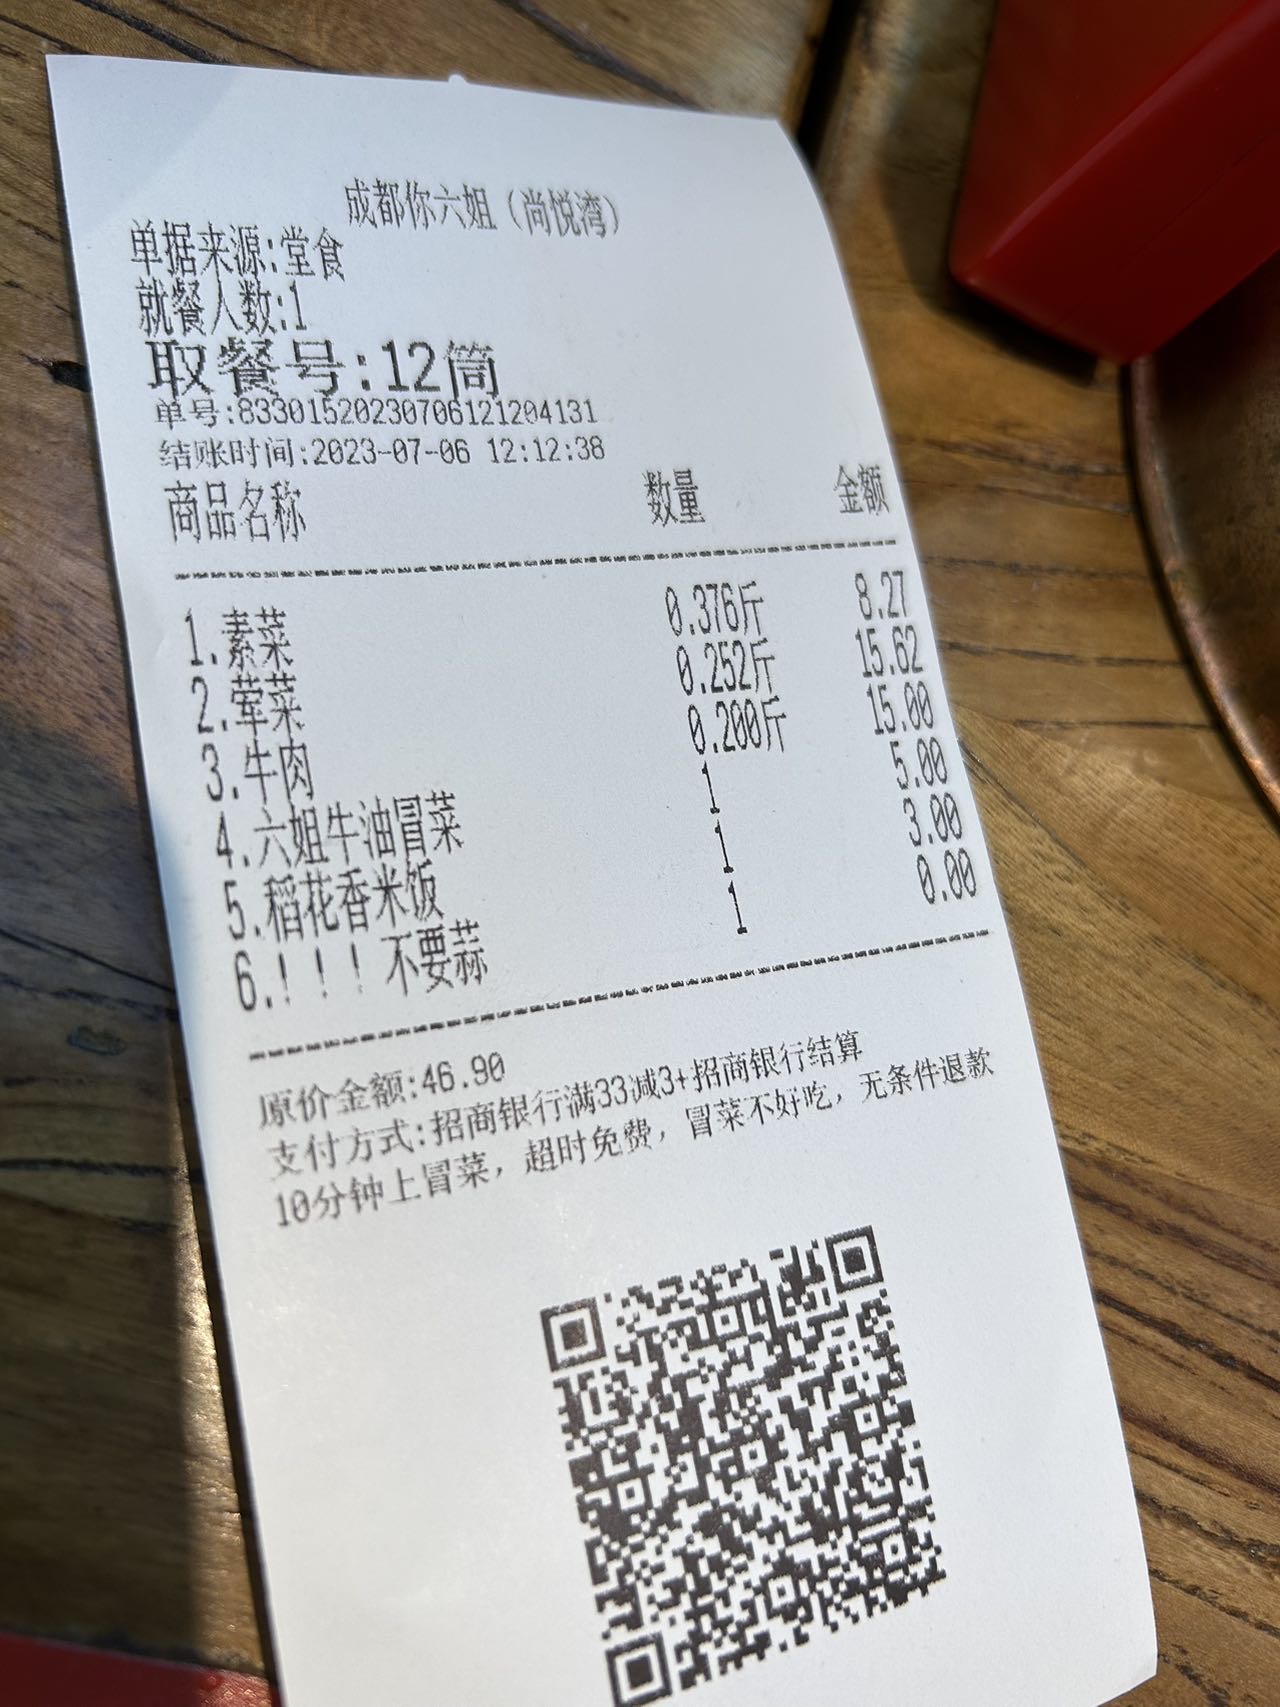 成都你六姐（尚悦湾）
单据来源:堂食
就餐人数:1
取餐号:12筒
单号:833015202307061212​04131
结账时间:2023-07-06 12:12:38
商品名称 数量 金额
1.素菜 0.376斤 8.27
2.荤菜 0.252斤 15.62
3.牛肉 0.200斤 15.00
4.六姐牛油冒菜 1 5.00
5.稻花香米饭 1 3.00
6.！！！不要蒜 1 0.00
原价金额:46.90
支付方式:招商银行满33减3+招商银行结算
10分钟上冒菜，超时免费，冒菜不好吃，无条件退款